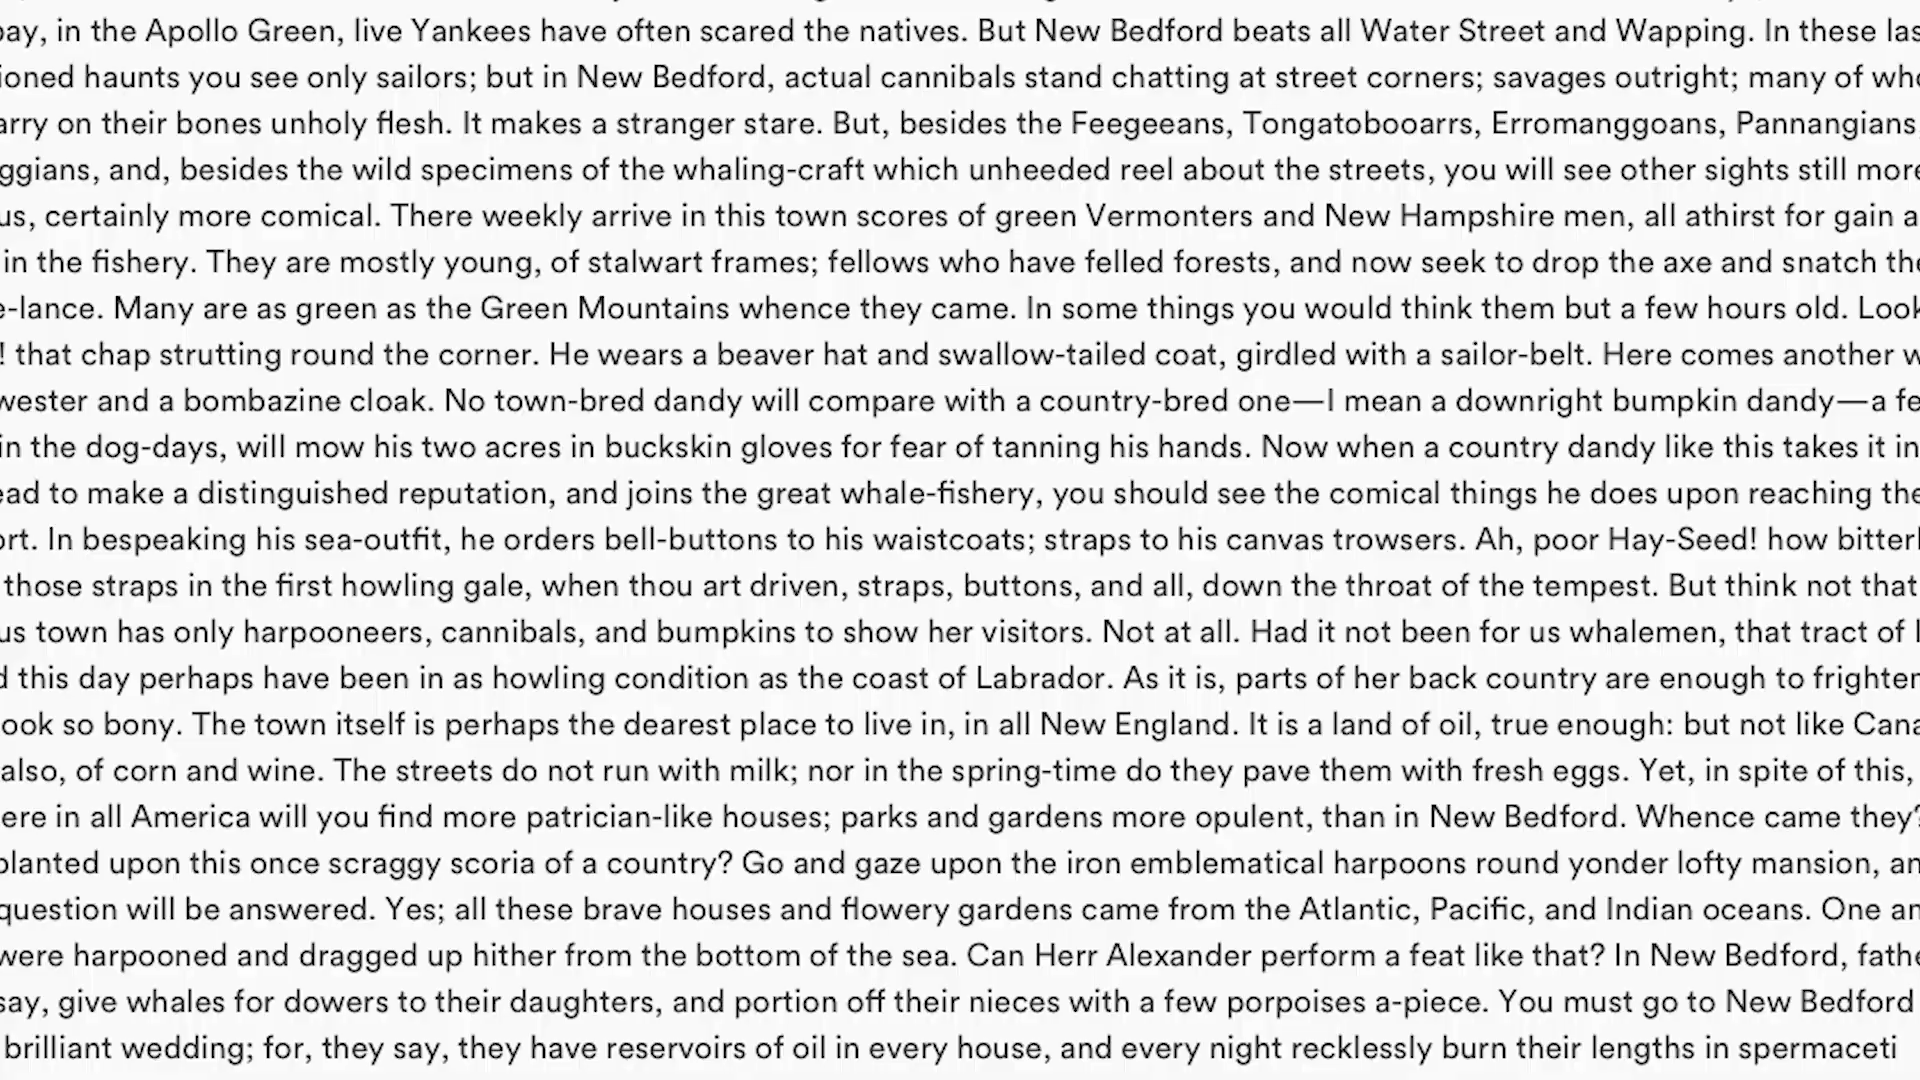 bay, in the Apollo Green, live Yankees have often scared the natives. But New Bedford beats all Water Street and Wapping. In these las
ioned haunts you see only sailors; but in New Bedford, actual cannibals stand chatting at street corners; savages outright; many of who
arry on their bones unholy flesh. It makes a stranger stare. But, besides the Feegeeans, Tongatobooarrs, Erromanggoans, Pannangians
ggians, and, besides the wild specimens of the whaling-craft which unheeded reel about the streets, you will see other sights still more
us, certainly more comical. There weekly arrive in this town scores of green Vermonters and New Hampshire men, all athirst for gain a
in the fishery. They are mostly young, of stalwart frames; fellows who have felled forests, and now seek to drop the axe and snatch the
e-lance. Many are as green as the Green Mountains whence they came. In some things you would think them but a few hours old. Look
! that chap strutting round the corner. He wears a beaver hat and swallow-tailed coat, girdled with a sailor-belt. Here comes another w
wester and a bombazine cloak. No town-bred dandy will compare with a country-bred one—I mean a downright bumpkin dandy—a fe
in the dog-days, will mow his two acres in buckskin gloves for fear of tanning his hands. Now when a country dandy like this takes it in
ead to make a distinguished reputation, and joins the great whale-fishery, you should see the comical things he does upon reaching the
ort. In bespeaking his sea-outfit, he orders bell-buttons to his waistcoats; straps to his canvas trowsers. Ah, poor Hay-Seed! how bitterl
those straps in the first howling gale, when thou art driven, straps, buttons, and all, down the throat of the tempest. But think not that
us town has only harpooneers, cannibals, and bumpkins to show her visitors. Not at all. Had it not been for us whalemen, that tract of l
d this day perhaps have been in as howling condition as the coast of Labrador. As it is, parts of her back country are enough to frighten
ook so bony. The town itself is perhaps the dearest place to live in, in all New England. It is a land of oil, true enough: but not like Cana
also, of corn and wine. The streets do not run with milk; nor in the spring-time do they pave them with fresh eggs. Yet, in spite of this,
ere in all America will you find more patrician-like houses; parks and gardens more opulent, than in New Bedford. Whence came they?
planted upon this once scraggy scoria of a country? Go and gaze upon the iron emblematical harpoons round yonder lofty mansion, an
question will be answered. Yes; all these brave houses and flowery gardens came from the Atlantic, Pacific, and Indian oceans. One an
were harpooned and dragged up hither from the bottom of the sea. Can Herr Alexander perform a feat like that? In New Bedford, fathe
say, give whales for dowers to their daughters, and portion off their nieces with a few porpoises a-piece. You must go to New Bedford
brilliant wedding; for, they say, they have reservoirs of oil in every house, and every night recklessly burn their lengths in spermaceti